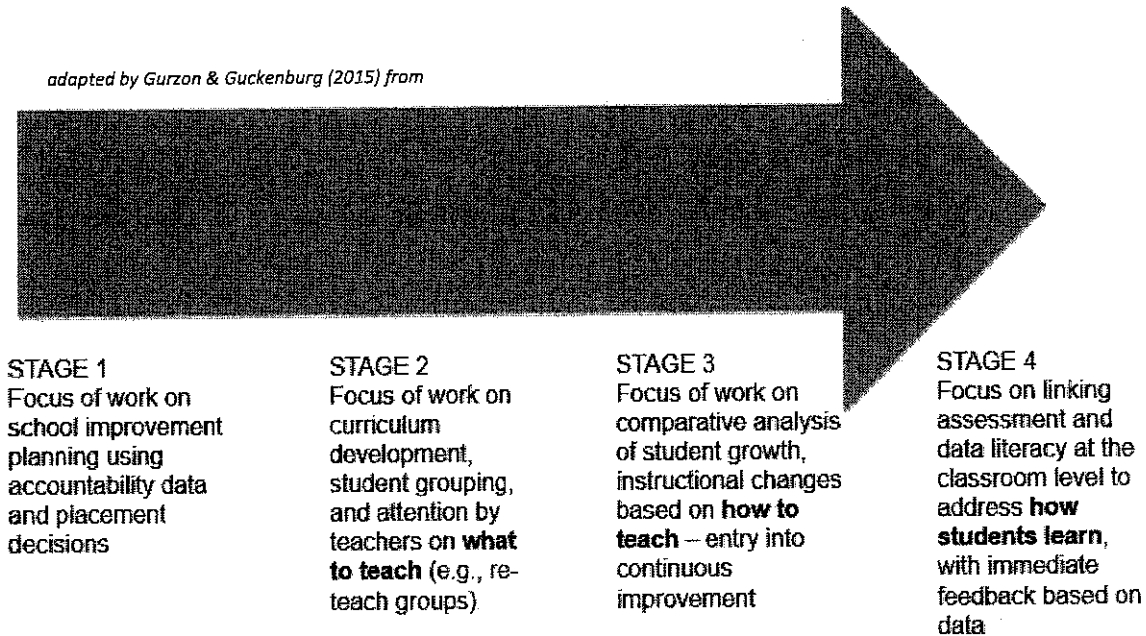 adapted by Gurzon & Guckenburg (2015) from
STAGE 1
Focus of work on
school improvement
planning using
accountability data
and placement
decisions
STAGE 2
Focus of work on
curriculum
development,
student grouping,
and attention by
teachers on what
to teach (e.g., re-
teach groups)
STAGE 3
Focus of work on
comparative analysis
of student growth,
instructional changes
based on how to
teach – entry into
continuous
improvement
STAGE 4
Focus on linking
assessment and
data literacy at the
classroom level to
address how
students learn,
with immediate
feedback based on
data